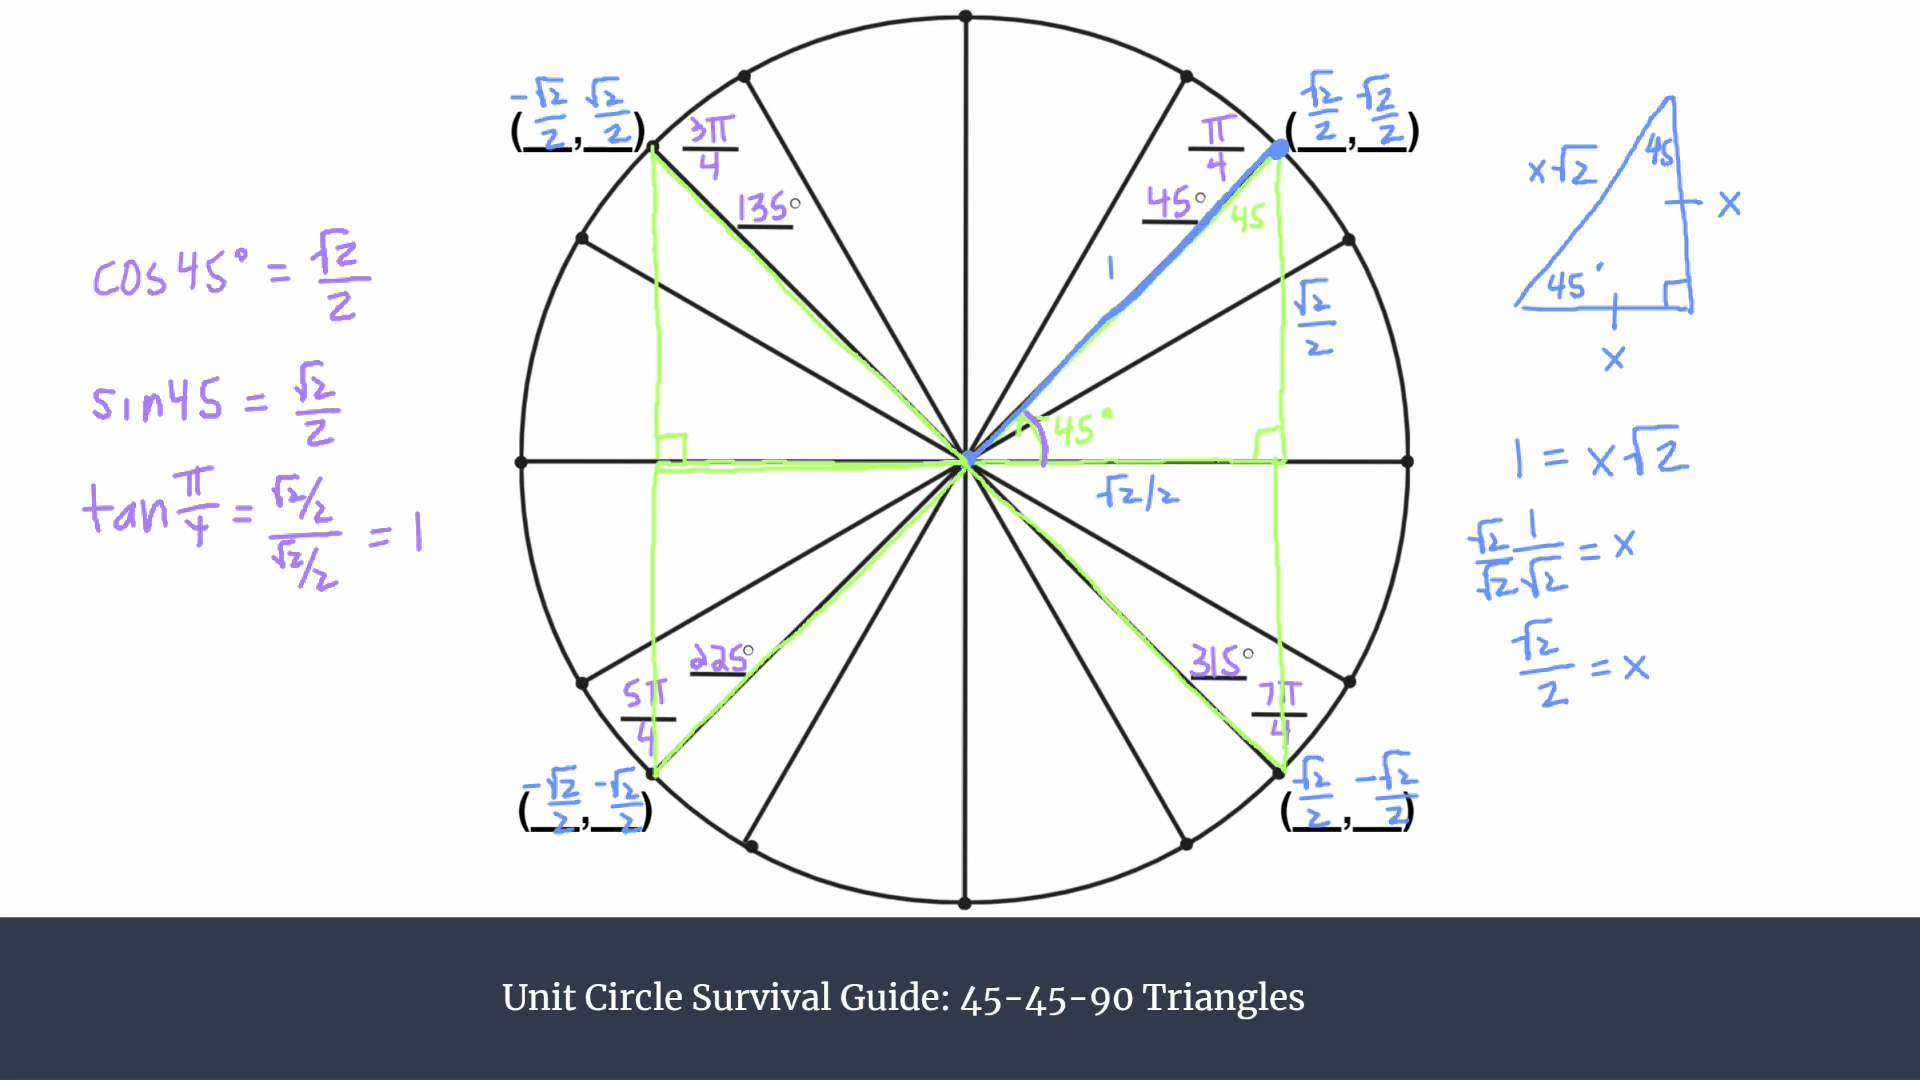 cos 45° = √2/2
sin 45 = √2/2
tan π/4 = (√2/2)/(√2/2) = 1
(-√2/2, √2/2)
3π/4
135°
(√2/2, √2/2)
π/4
45°
45
1
√2/2
45°
√2/2
225°
5π/4
(-√2/2, -√2/2)
315°
7π/4
(√2/2, -√2/2)
x√2
45
x
45°
x
1 = x√2
√2/√2 1/√2 = x
√2/2 = x
Unit Circle Survival Guide: 45-45-90 Triangles